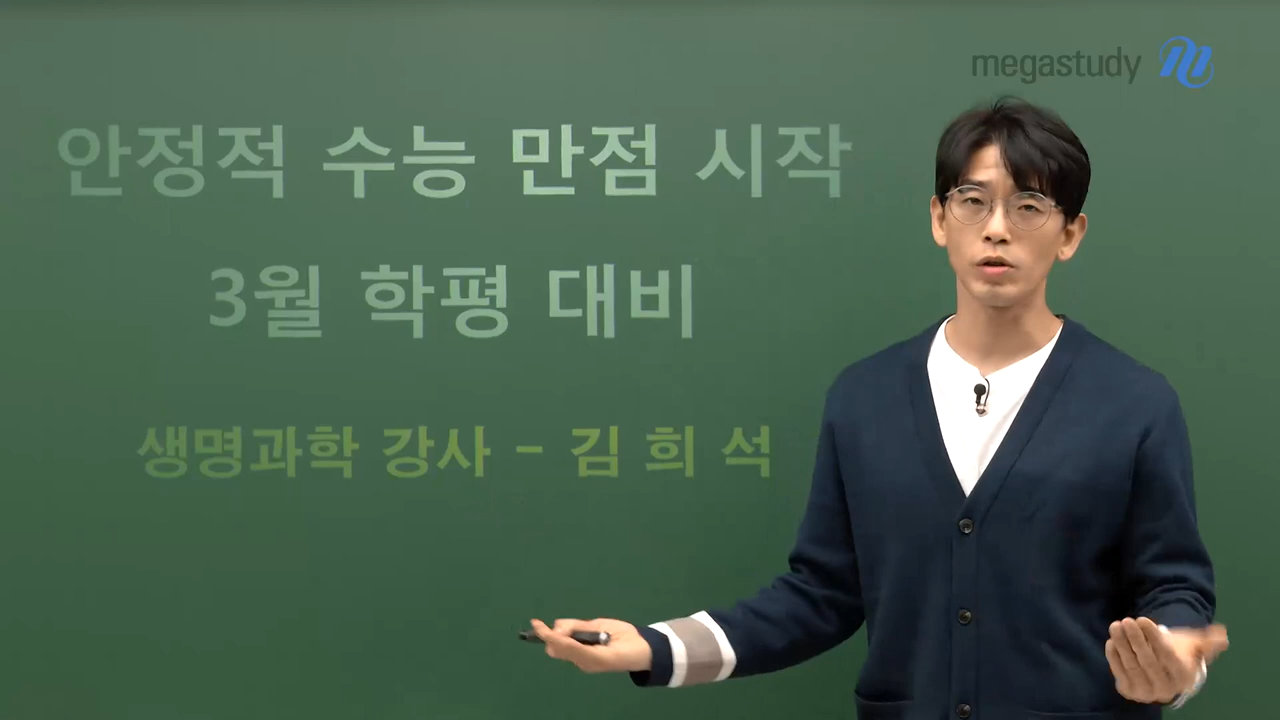 megastudy
안정적 수능 만점 시작
3월 학평 대비
생명과학 강사 - 김 희 석